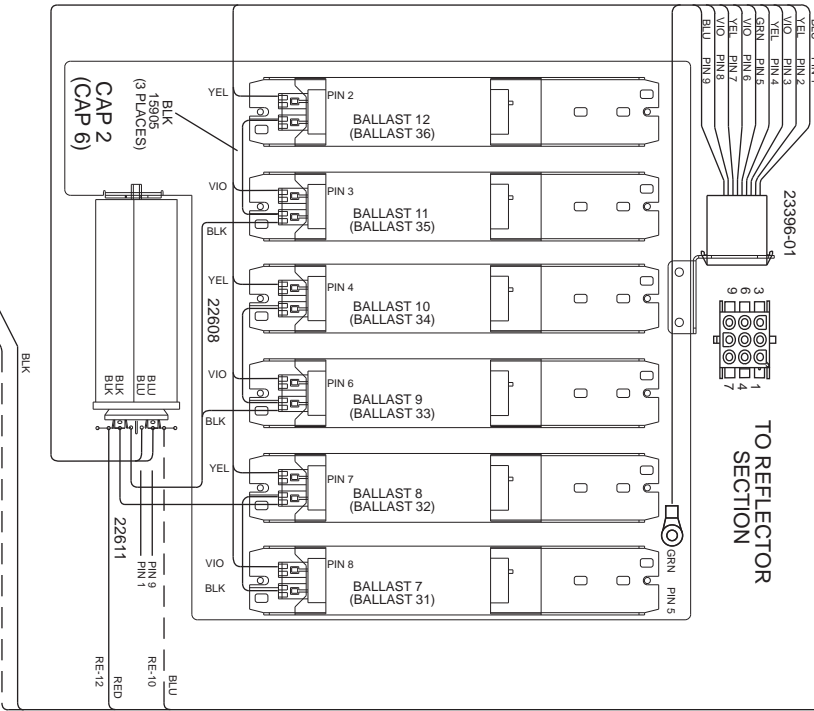 YEL
PIN 2
BALLAST 12
(BALLAST 36)
VIO
PIN 3
BLK
BALLAST 11
(BALLAST 35)
YEL
PIN 4
BALLAST 10
(BALLAST 34)
VIO
PIN 6
BLK
BALLAST 9
(BALLAST 33)
YEL
PIN 7
BALLAST 8
(BALLAST 32)
VIO
PIN 8
BLK
BALLAST 7
(BALLAST 31)
YEL PIN 2
VIO PIN 3
YEL PIN 4
GRN PIN 5
VIO PIN 6
YEL PIN 7
VIO PIN 8
BLU PIN 9
23396-01
3
6
9
1
4
7
TO REFLECTOR
SECTION
GRN PIN 5
BLK
15905
(3 PLACES)
CAP 2
(CAP 6)
22608
BLU
BLU
BLK
BLK
22611
PIN 9
PIN 1
BLU
RE-10
RED
RE-12
BLK